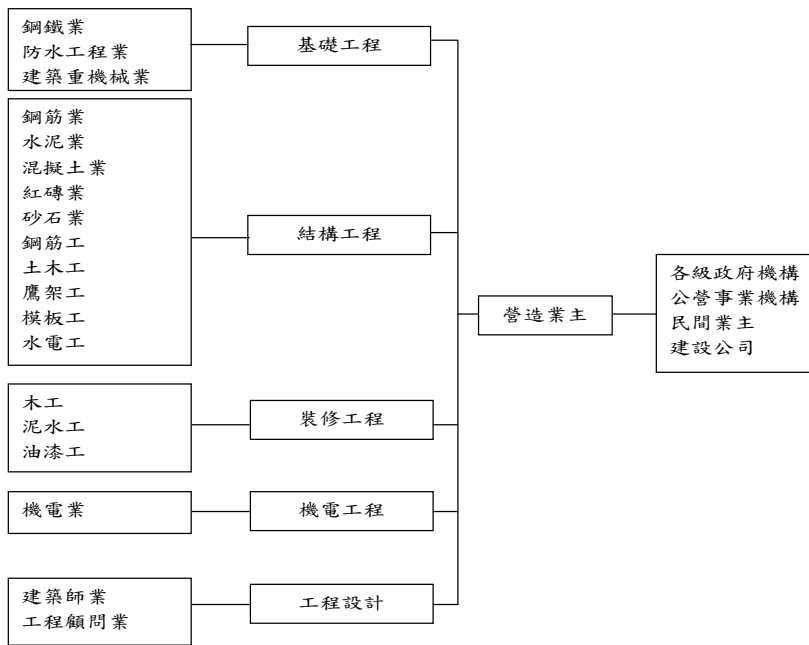 鋼鐵業
防水工程業
建築重機械業
基礎工程
鋼筋業
水泥業
混擬土業
紅磚業
砂石業
鋼筋工
土木工
鷹架工
模板工
水電工
結構工程
木工
泥水工
油漆工
裝修工程
機電業
機電工程
建築師業
工程顧問業
工程設計
營造業主
各級政府機構
公營事業機構
民間業主
建設公司